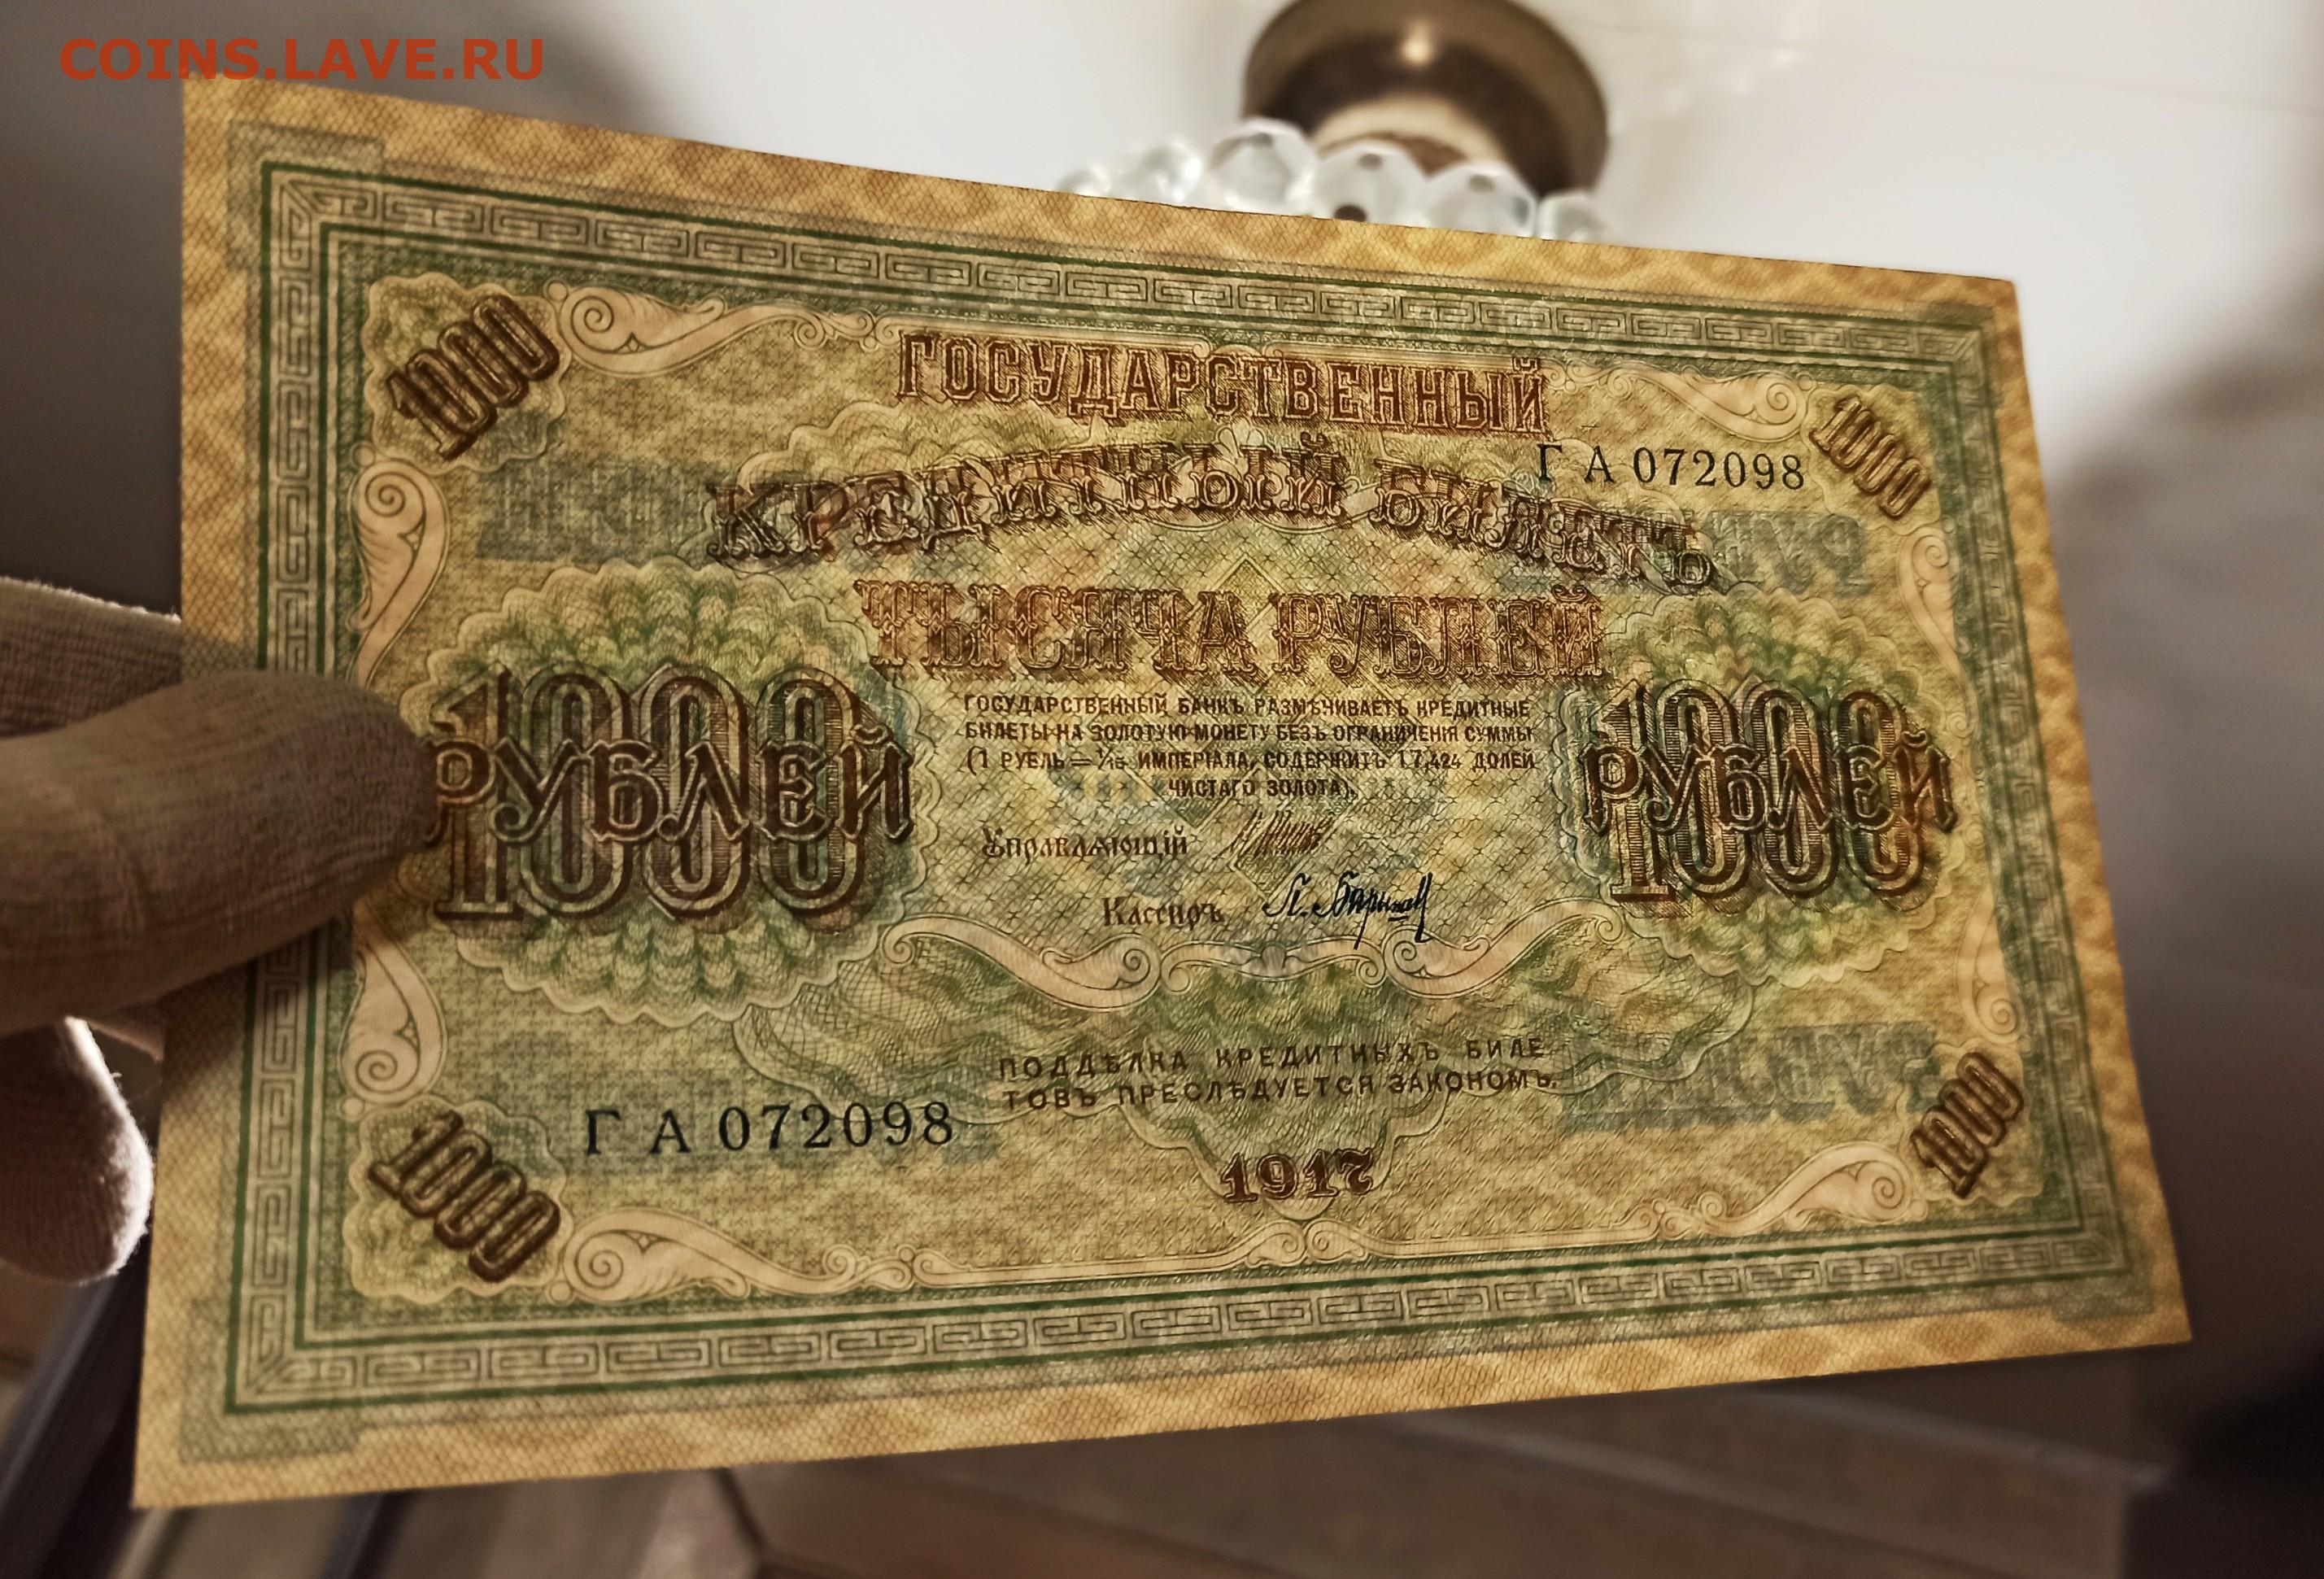 COINS.LAVE.RU
1000
1000
ГОСУДАРСТВЕННЫЙ
ГА 072098
КРЕДИТНЫЙ БИЛЕТЪ
ТЫСЯЧА РУБЛЕЙ
1000
РУБЛЕЙ
1000
РУБЛЕЙ
ГОСУДАРСТВЕННЫЙ БАНКЪ РАЗМѢНИВАЕТЪ КРЕДИТНЫЕ
БИЛЕТЫ НА ЗОЛОТУЮ МОНЕТУ БЕЗЪ ОГРАНИЧЕНІЯ СУММЫ
(1 РУБЛЬ = 1/15 ИМПЕРІАЛА, СОДЕРЖИТЪ 17,424 ДОЛЕЙ
ЧИСТАГО ЗОЛОТА).
Управляющій
Кассиръ
ПОДДѢЛКА КРЕДИТНЫХЪ БИЛЕ-
ТОВЪ ПРЕСЛѢДУЕТСЯ ЗАКОНОМЪ.
ГА 072098
1917
1000
1000